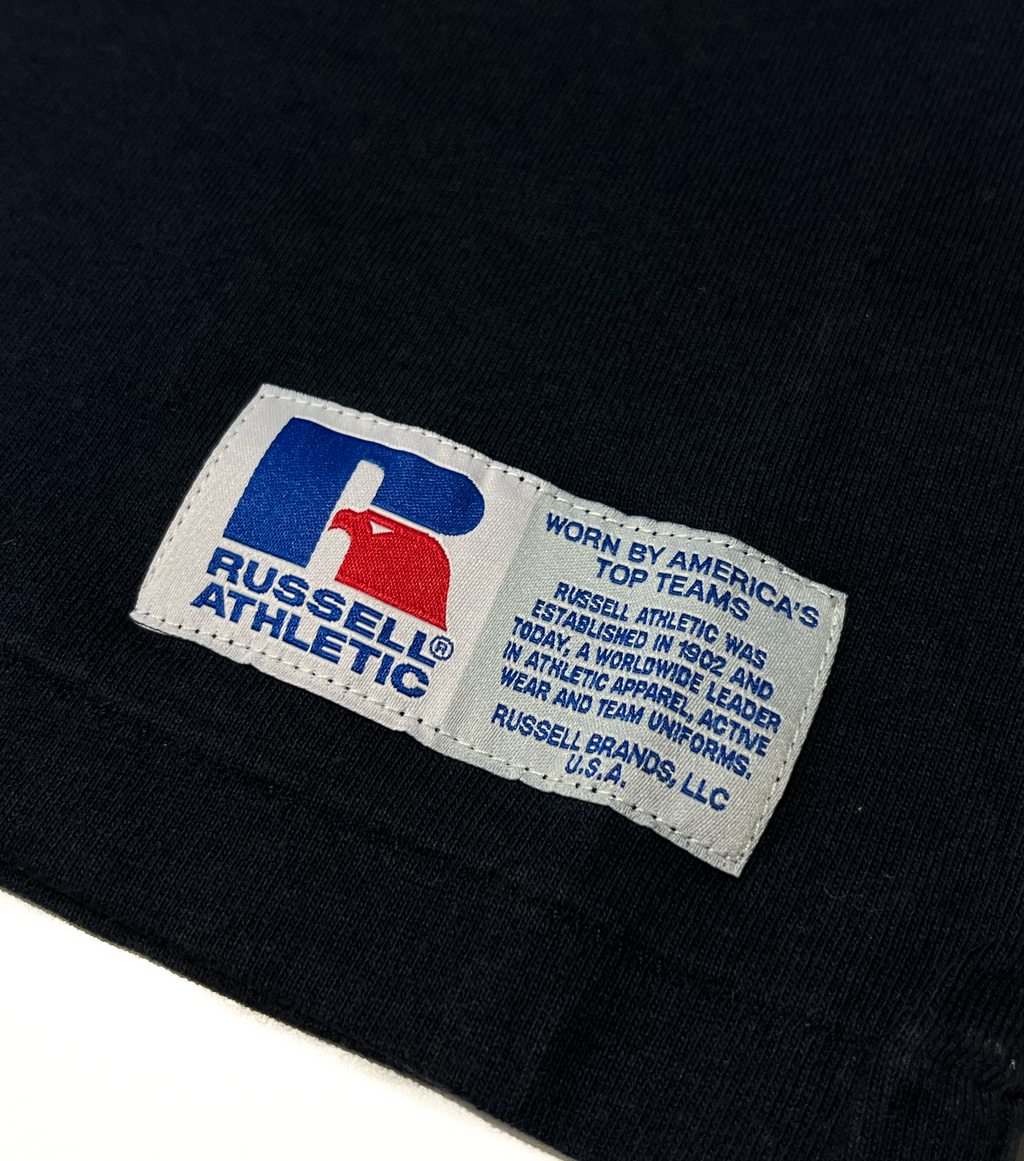 R
RUSSELL
ATHLETIC®
WORN BY AMERICA'S
TOP TEAMS
RUSSELL ATHLETIC WAS
ESTABLISHED IN 1902 AND
TODAY, A WORLDWIDE LEADER
IN ATHLETIC APPAREL, ACTIVE
WEAR AND TEAM UNIFORMS.
RUSSELL BRANDS, LLC
U.S.A.